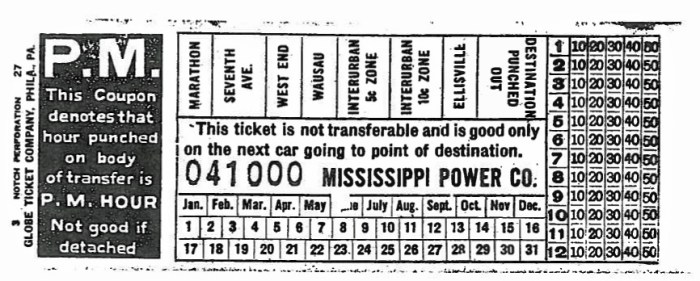 3 NOTCH PERFORATION 27
GLOBE TICKET COMPANY, PHILA., PA.
P.M.
This Coupon
denotes that
hour punched
on body
of transfer is
P. M. HOUR
Not good if
detached
MARATHON
SEVENTH
AVE.
WEST END
WAUSAU
INTERURBAN
5c ZONE
INTERURBAN
10c ZONE
ELLISVILLE
DESTINATION
PUNCHED
OUT
This ticket is not transferable and is good only
on the next car going to point of destination.
041000 MISSISSIPPI POWER CO.
Jan. Feb. Mar. Apr. May July Aug. Sept. Oct. Nov Dec.
1 2 3 4 5 6 7 8 9 10 11 12 13 14 15 16
17 18 19 20 21 22 23 24 25 26 27 28 29 30 31
1 10 20 30 40 50
2 10 20 30 40 50
3 10 20 30 40 50
4 10 20 30 40 50
5 10 20 30 40 50
6 10 20 30 40 50
7 10 20 30 40 50
8 10 20 30 40 50
9 10 20 30 40 50
10 10 20 30 40 50
11 10 20 30 40 50
12 10 20 30 40 50